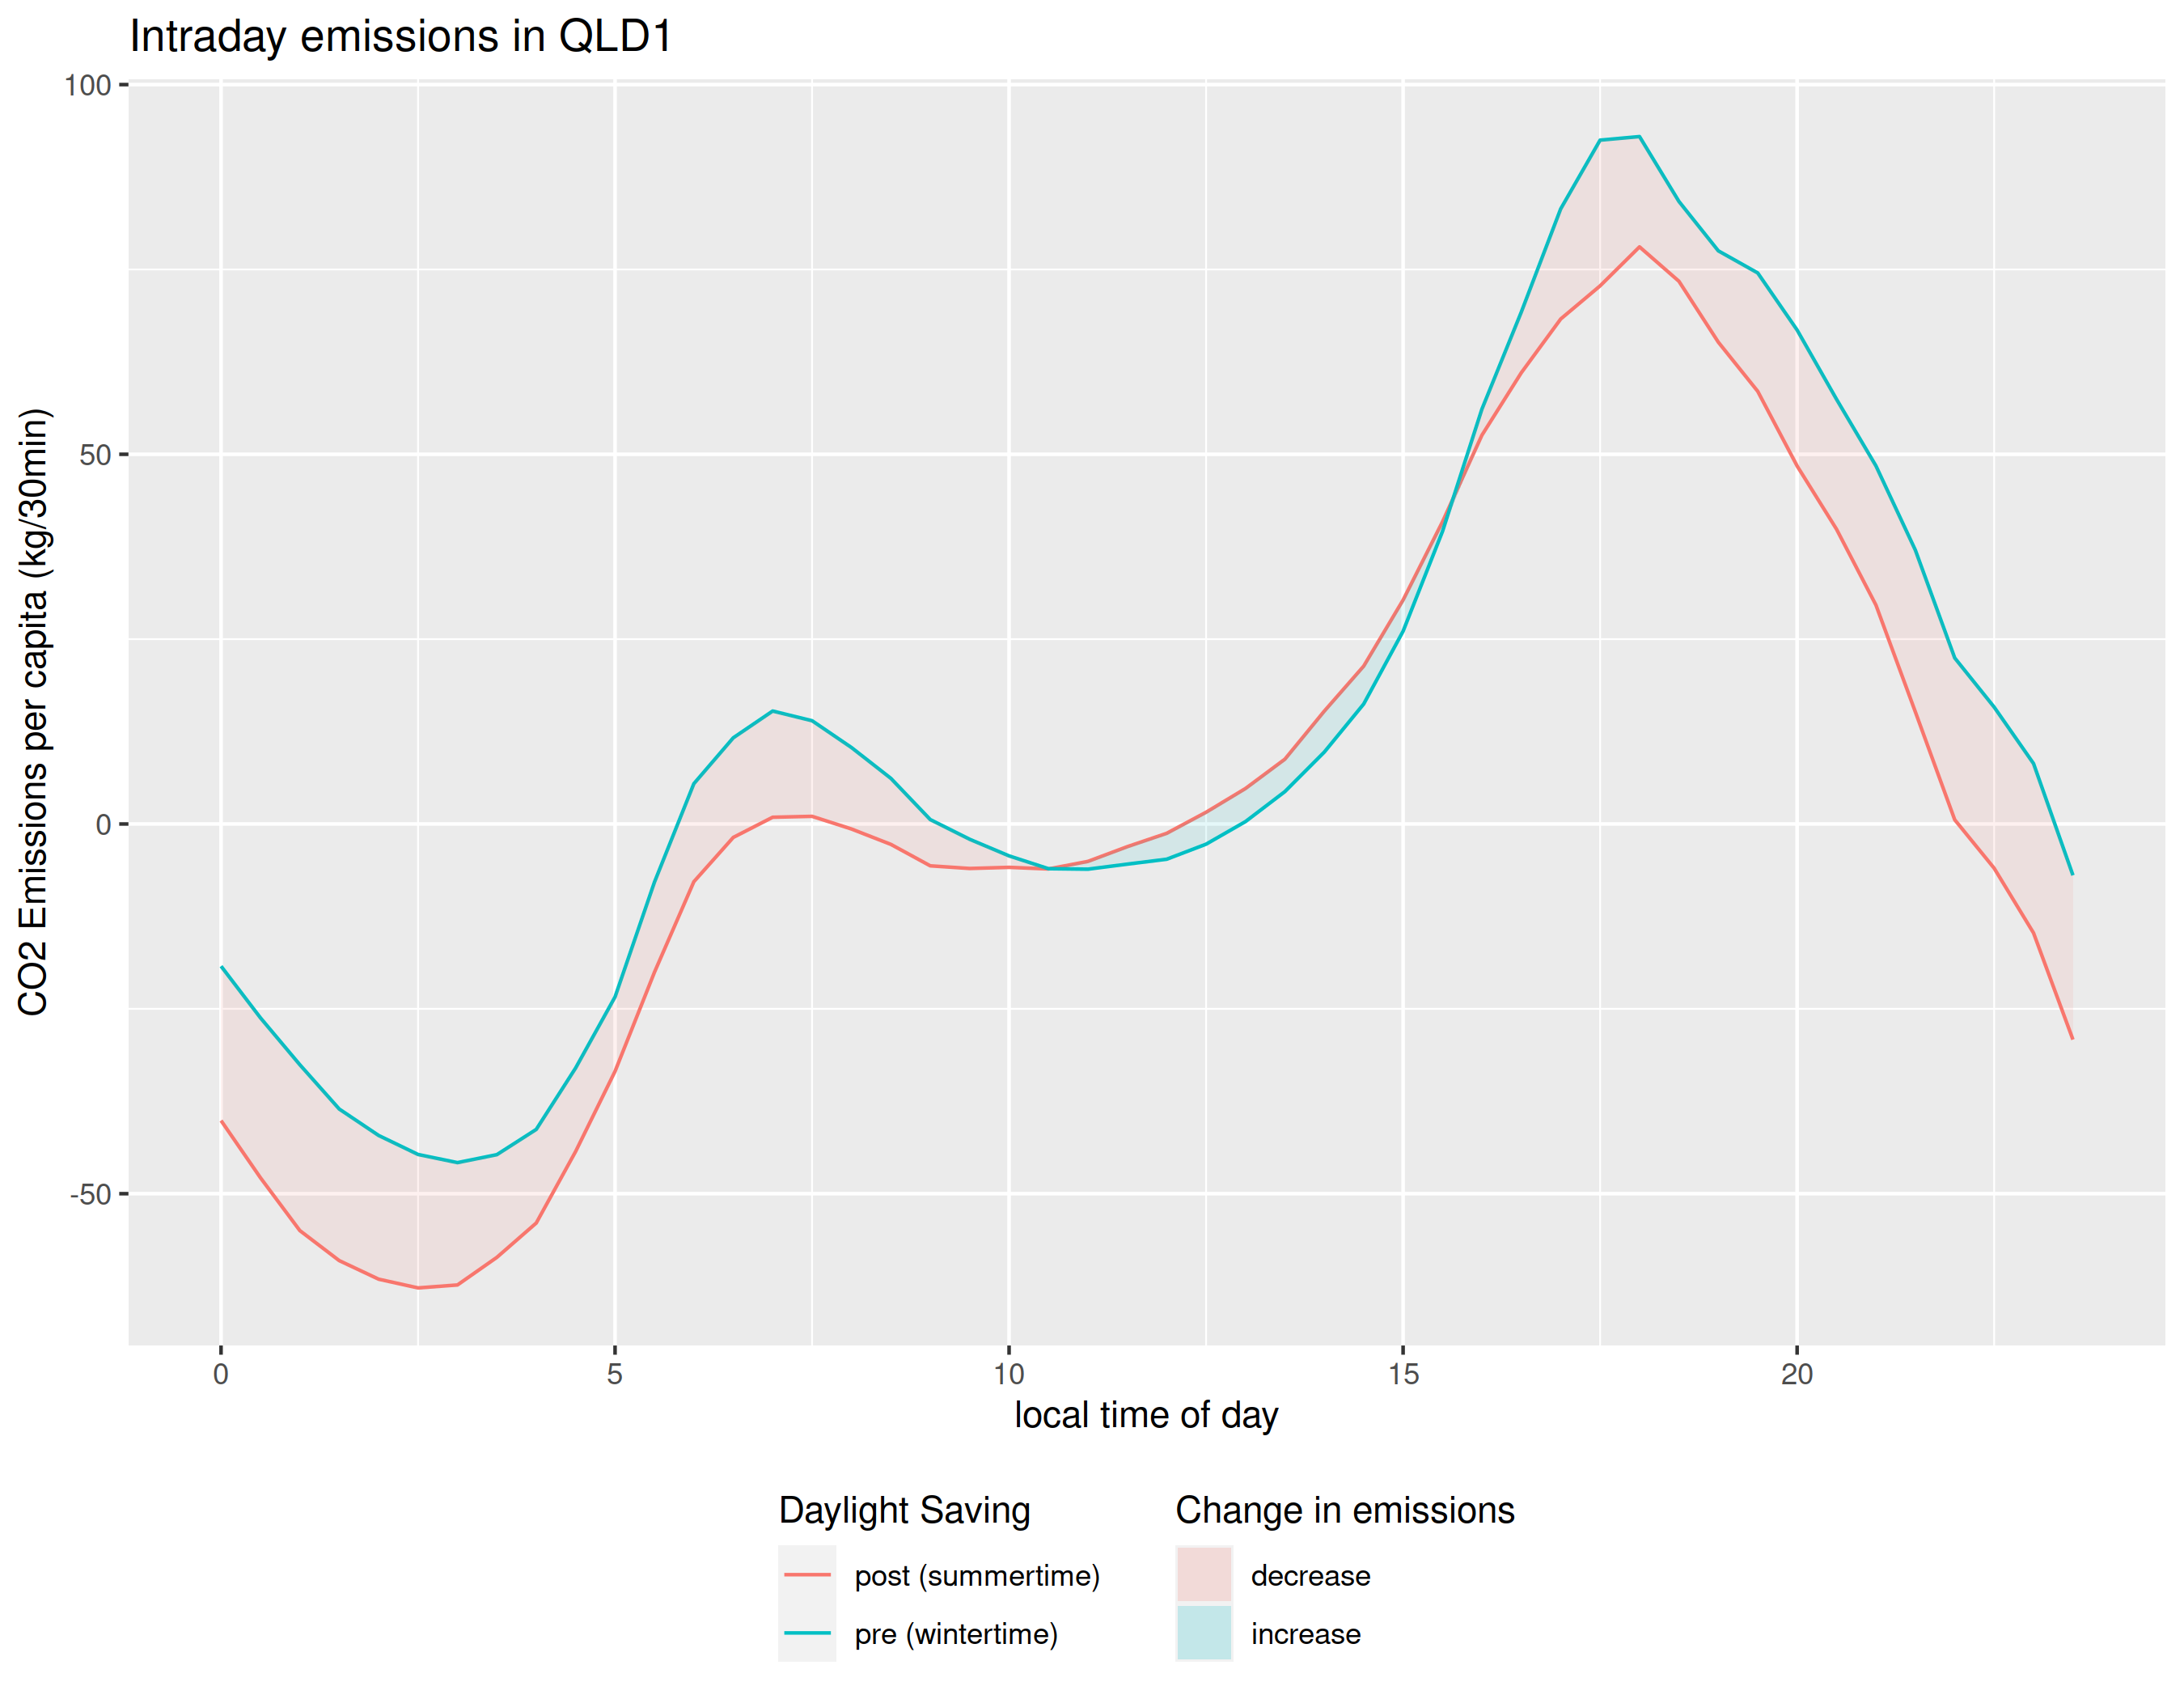 Intraday emissions in QLD1
CO2 Emissions per capita (kg/30min)
100
50
0
-50
0 5 10 15 20
local time of day
Daylight Saving
post (summertime)
pre (wintertime)
Change in emissions
decrease
increase